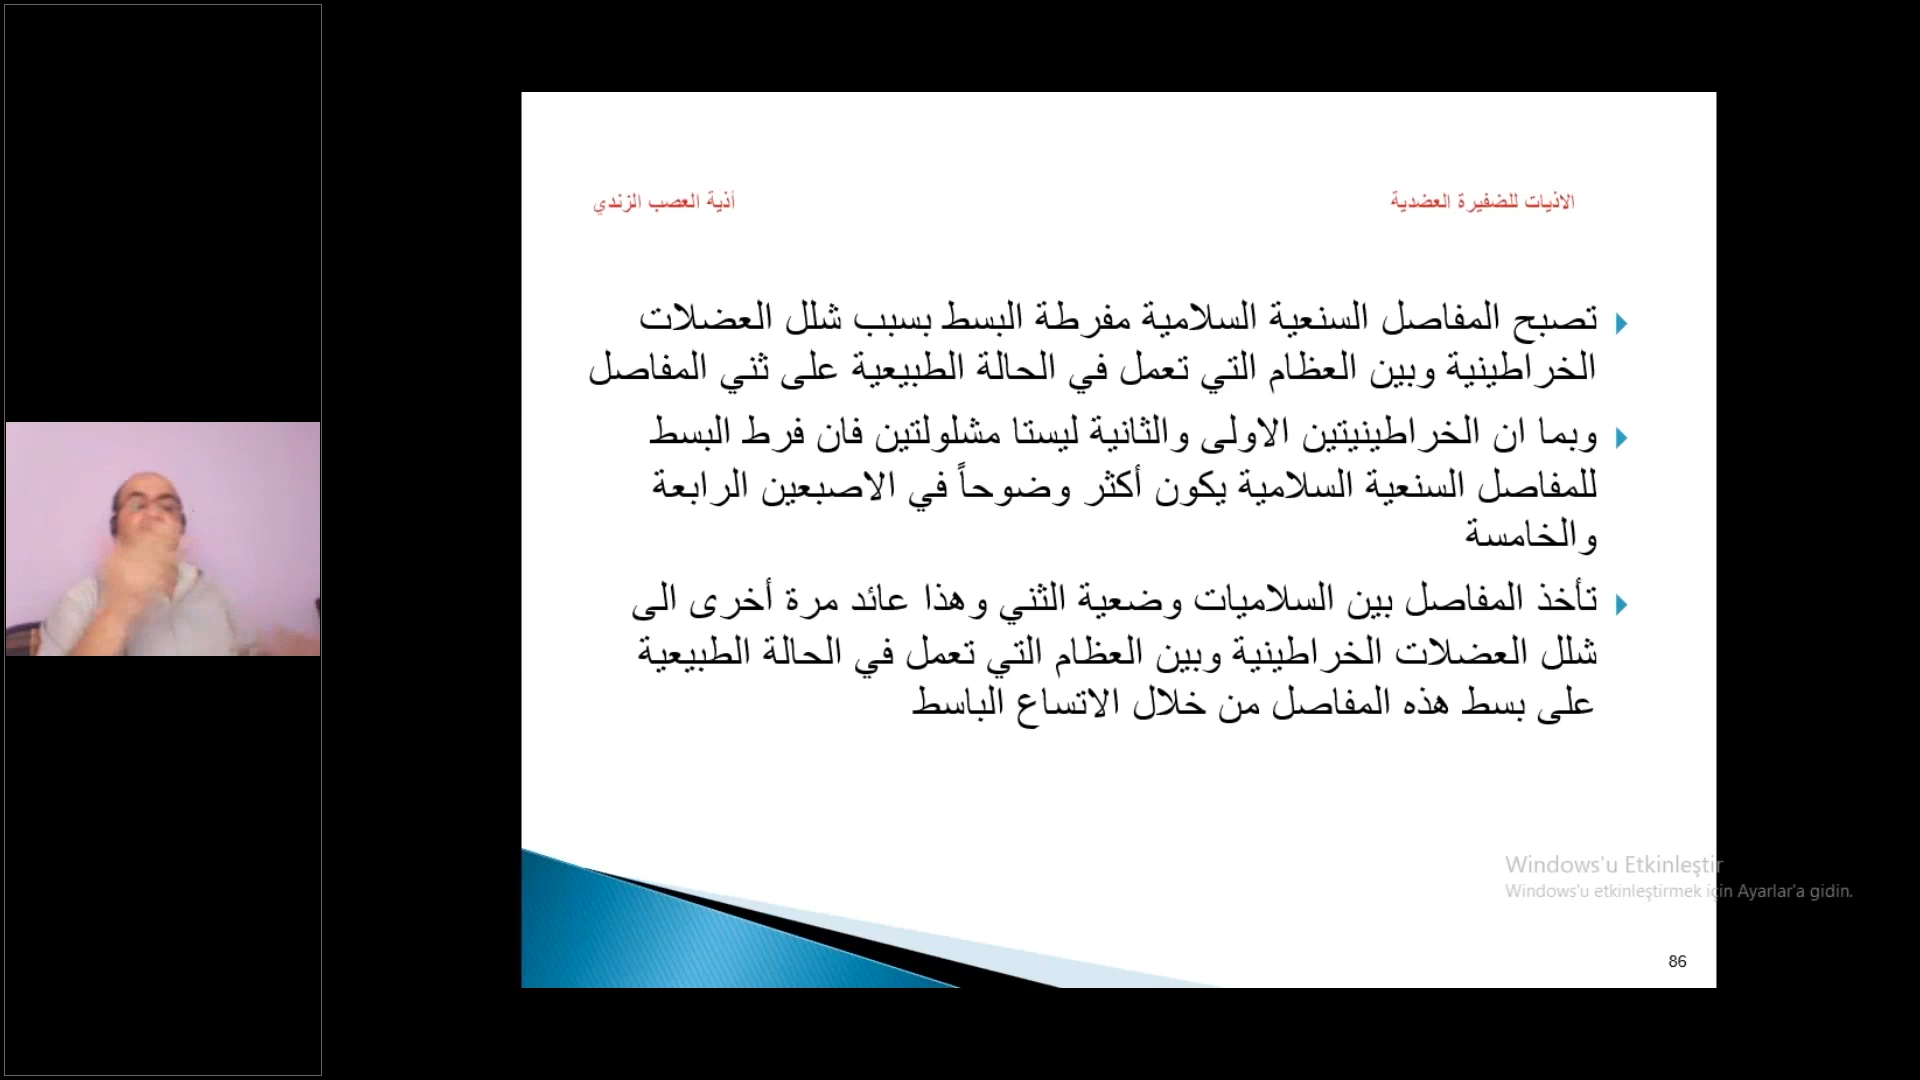 الاذيات للضفيرة العضدية
أذية العصب الزندي
تصبح المفاصل السنعية السلامية مفرطة البسط بسبب شلل العضلات
الخراطينية وبين العظام التي تعمل في الحالة الطبيعية على ثني المفاصل
وبما ان الخراطينيتين الاولى والثانية ليستا مشلولتين فان فرط البسط
للمفاصل السنعية السلامية يكون أكثر وضوحاً في الاصبعين الرابعة
والخامسة
تأخذ المفاصل بين السلاميات وضعية الثني وهذا عائد مرة أخرى الى
شلل العضلات الخراطينية وبين العظام التي تعمل في الحالة الطبيعية
على بسط هذه المفاصل من خلال الاتساع الباسط
Windows'u Etkinleştir
Windows'u etkinleştirmek için Ayarlar'a gidin.
86